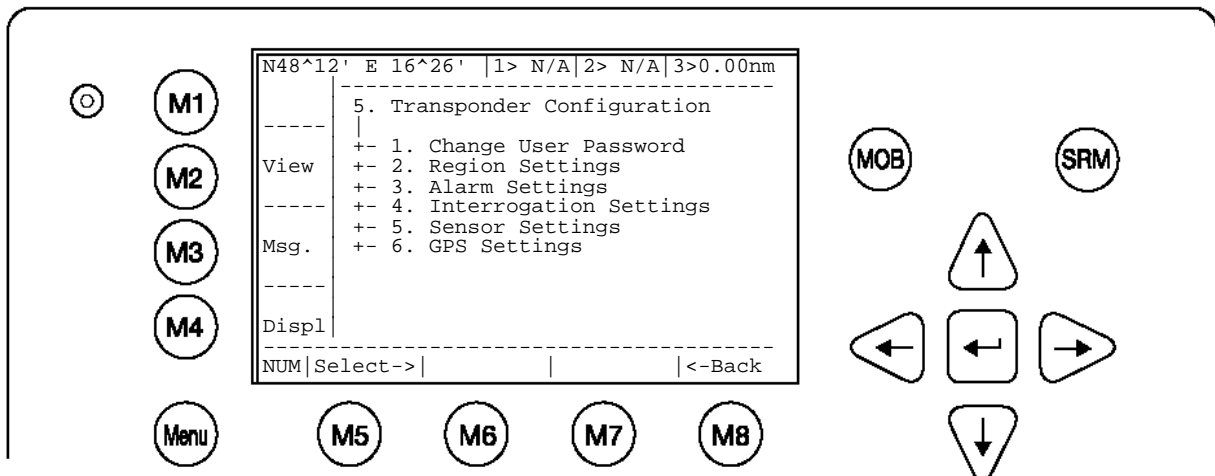 N48^12' E 16^26' |1> N/A|2> N/A|3>0.00nm
----------------------------------
M1
5. Transponder Configuration
----- |
+- 1. Change User Password
View +- 2. Region Settings
M2
MOB
SRM
+- 3. Alarm Settings
----- +- 4. Interrogation Settings
+- 5. Sensor Settings
Msg. +- 6. GPS Settings
M3
-----
M4
Displ
----------------------------------------
NUM|Select->| | |<-Back
Menu
M5
M6
M7
M8